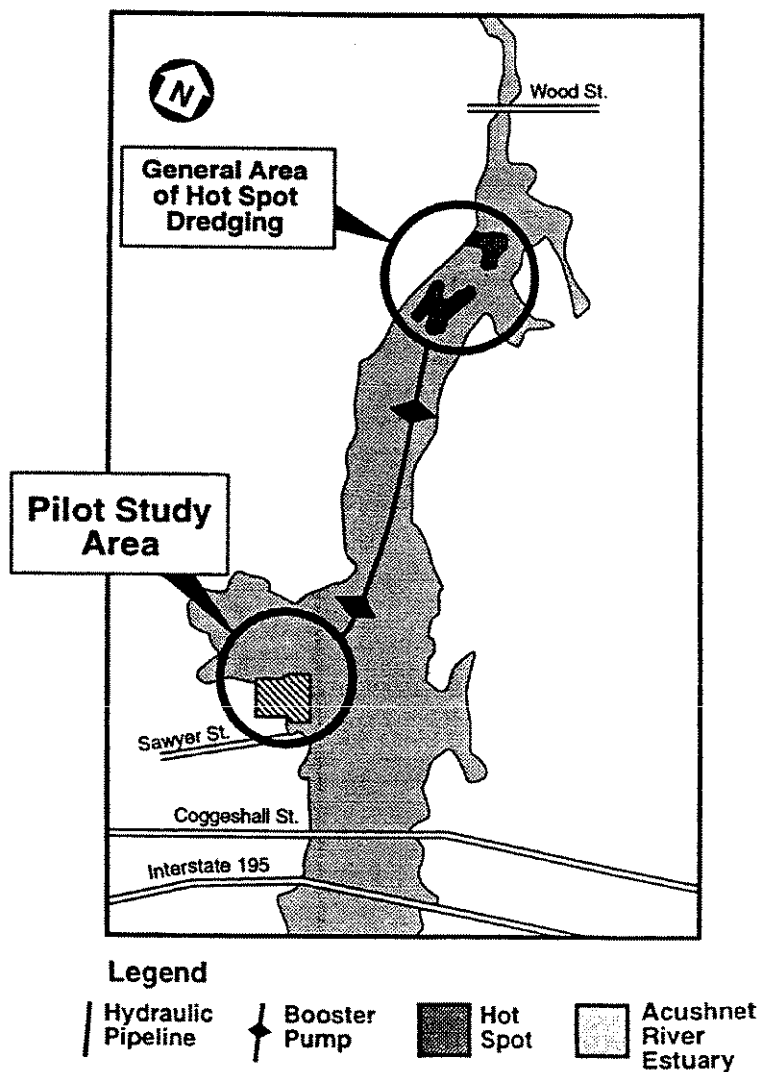 Wood St.
N
General Area
of Hot Spot
Dredging
Pilot Study
Area
Sawyer St.
Coggeshall St.
Interstate 195
Legend
Hydraulic
Pipeline
Booster
Pump
Hot
Spot
Acushnet
River
Estuary